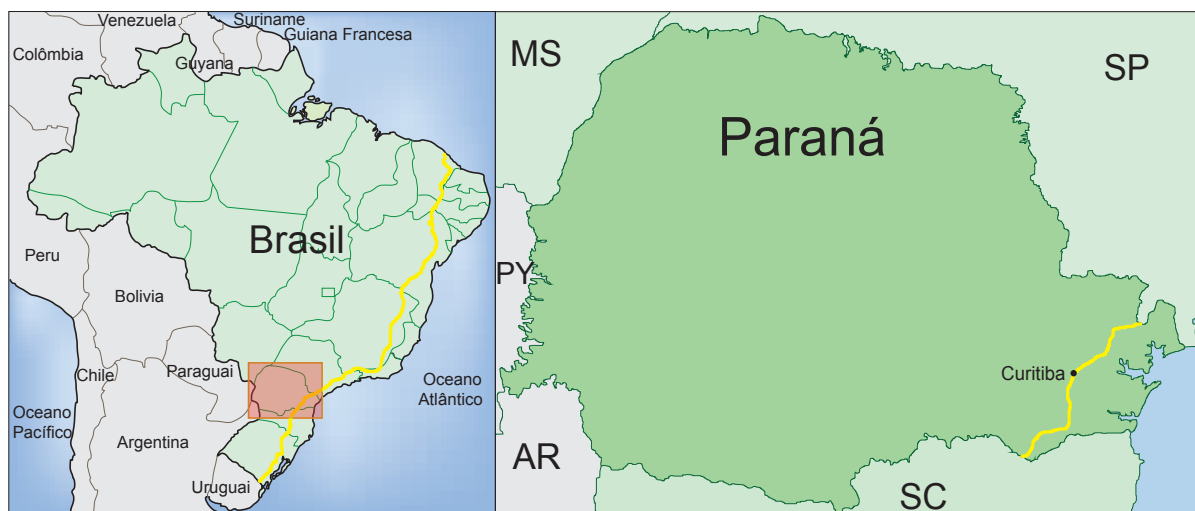 Venezuela
Suriname
Guiana Francesa
Colômbia
Guyana
Brasil
Peru
Bolivia
Paraguai
Chile
Oceano
Atlântico
Oceano
Pacífico
Argentina
Uruguai
MS
SP
Paraná
PY
Curitiba
AR
SC